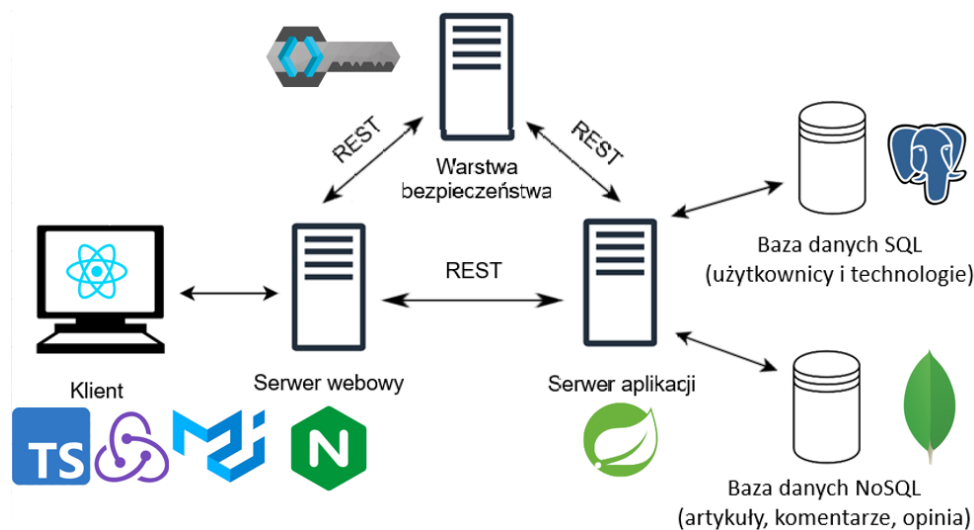 REST
REST
Warstwa
bezpieczeństwa
Baza danych SQL
(użytkownicy i technologie)
REST
Klient
Serwer webowy
Serwer aplikacji
TS
N
Baza danych NoSQL
(artykuły, komentarze, opinia)